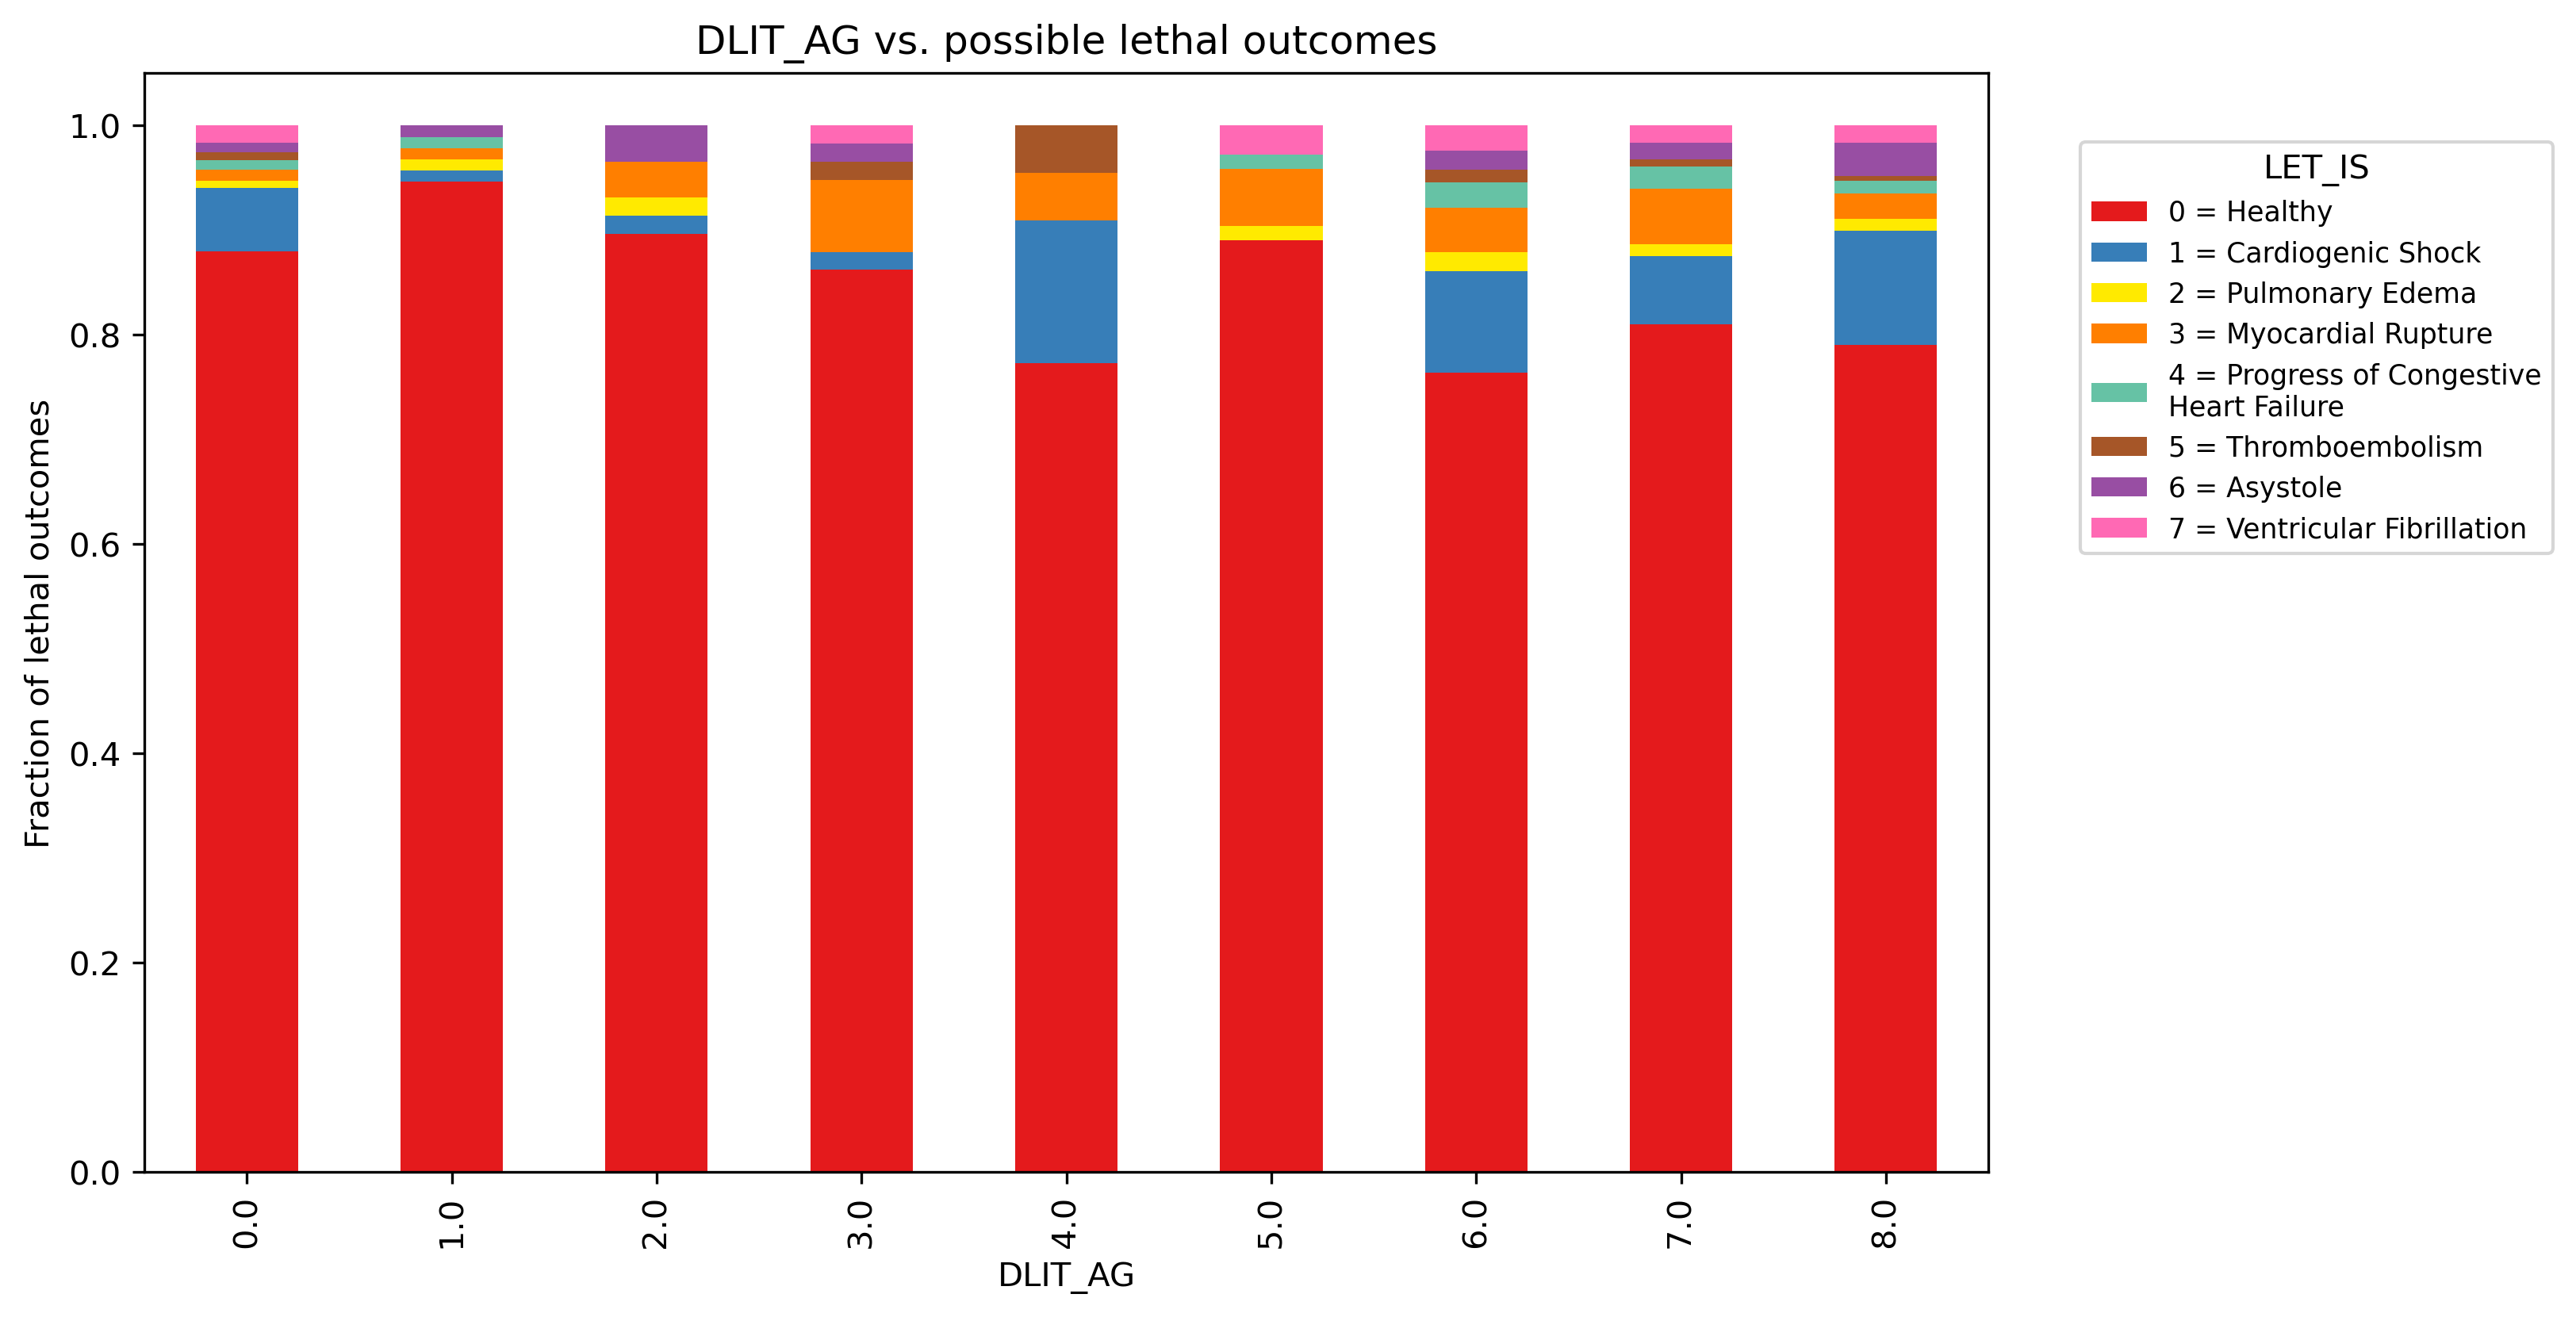 DLIT_AG vs. possible lethal outcomes
Fraction of lethal outcomes
1.0
0.8
0.6
0.4
0.2
0.0
0.0 1.0 2.0 3.0 4.0 5.0 6.0 7.0 8.0
DLIT_AG
LET_IS
0 = Healthy
1 = Cardiogenic Shock
2 = Pulmonary Edema
3 = Myocardial Rupture
4 = Progress of Congestive
Heart Failure
5 = Thromboembolism
6 = Asystole
7 = Ventricular Fibrillation